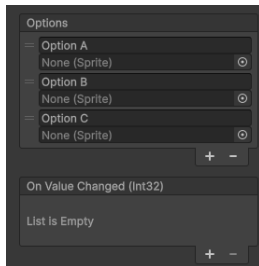 Options
Option A
None (Sprite)
Option B
None (Sprite)
Option C
None (Sprite)
+ -
On Value Changed (Int32)
List is Empty
+ -